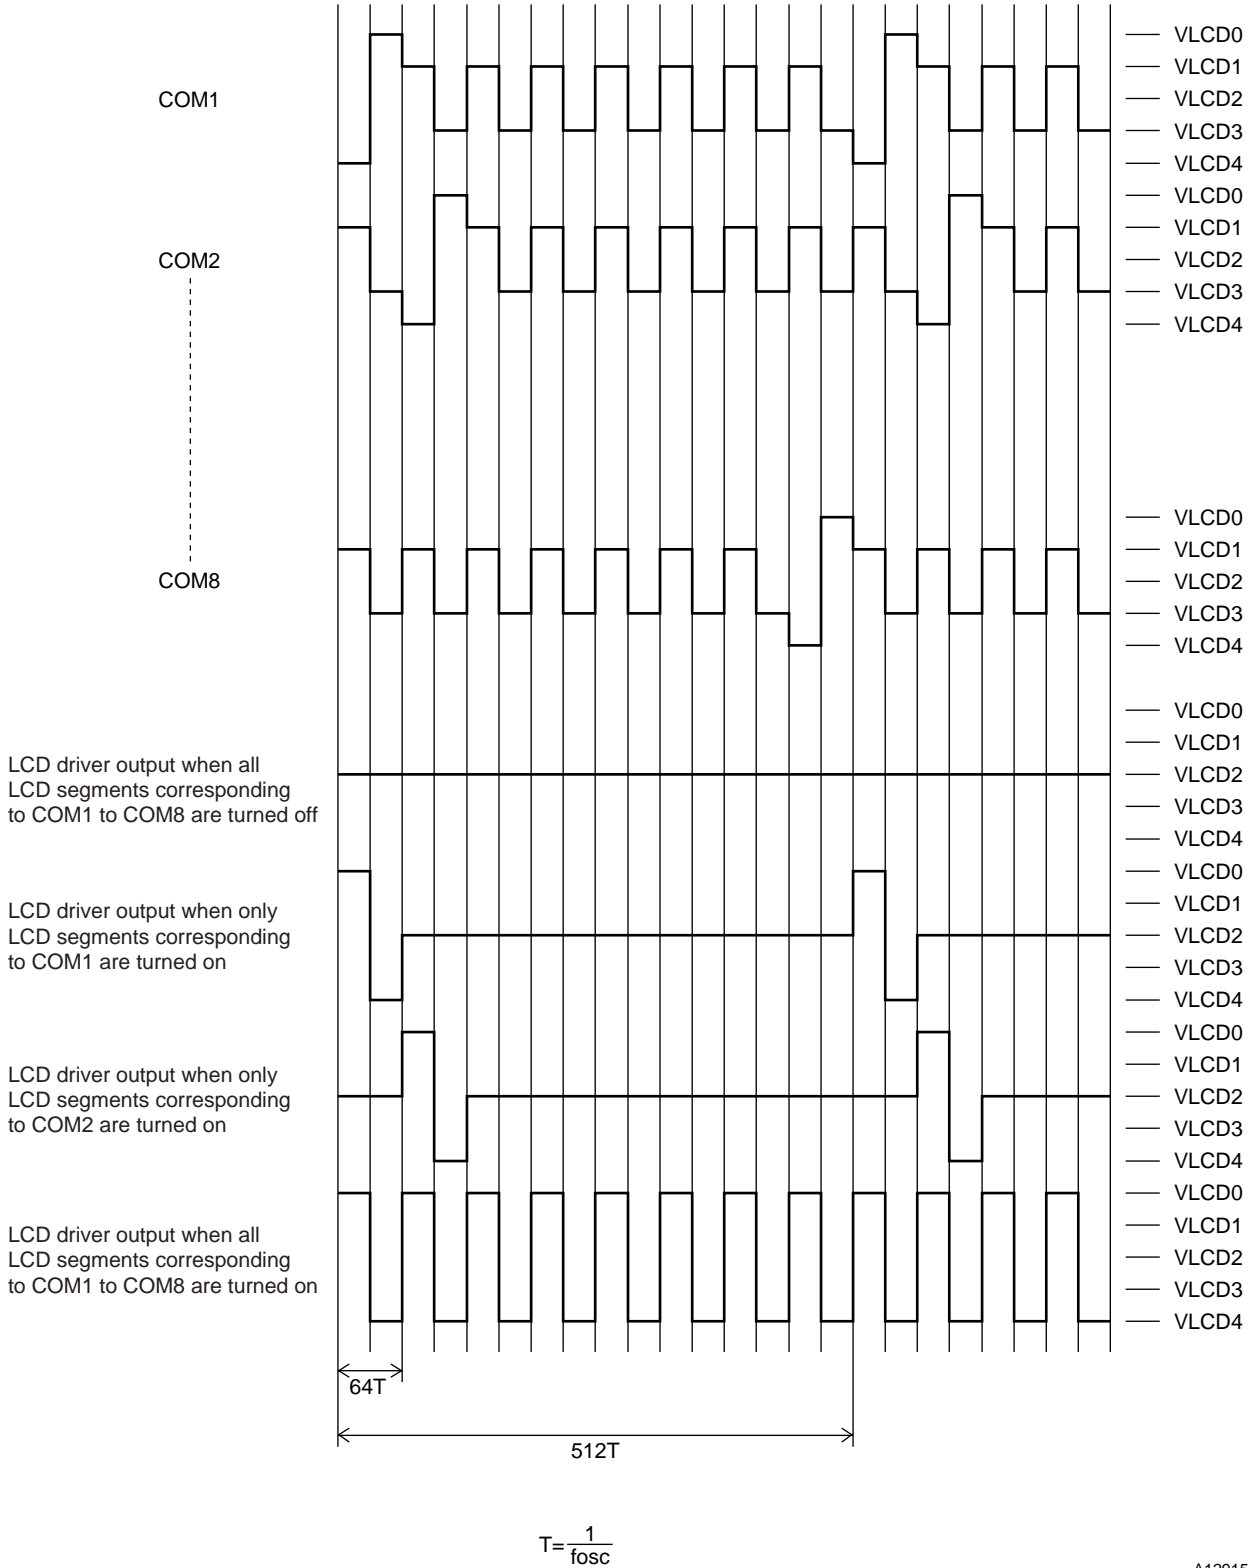 VLCD0
VLCD1
COM1
VLCD2
VLCD3
VLCD4
VLCD0
VLCD1
COM2
VLCD2
VLCD3
VLCD4
VLCD0
VLCD1
COM8
VLCD2
VLCD3
VLCD4
VLCD0
VLCD1
LCD driver output when all
LCD segments corresponding
to COM1 to COM8 are turned off
VLCD2
VLCD3
VLCD4
VLCD0
VLCD1
LCD driver output when only
LCD segments corresponding
to COM1 are turned on
VLCD2
VLCD3
VLCD4
VLCD0
VLCD1
LCD driver output when only
LCD segments corresponding
to COM2 are turned on
VLCD2
VLCD3
VLCD4
VLCD0
VLCD1
LCD driver output when all
LCD segments corresponding
to COM1 to COM8 are turned on
VLCD2
VLCD3
VLCD4
64T
512T
T=1/fosc